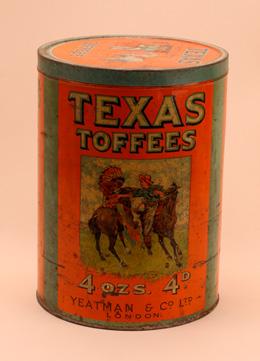 TEXAS
TOFFEES
4 OZS. 4D
YEATMAN & CO LTD
LONDON.